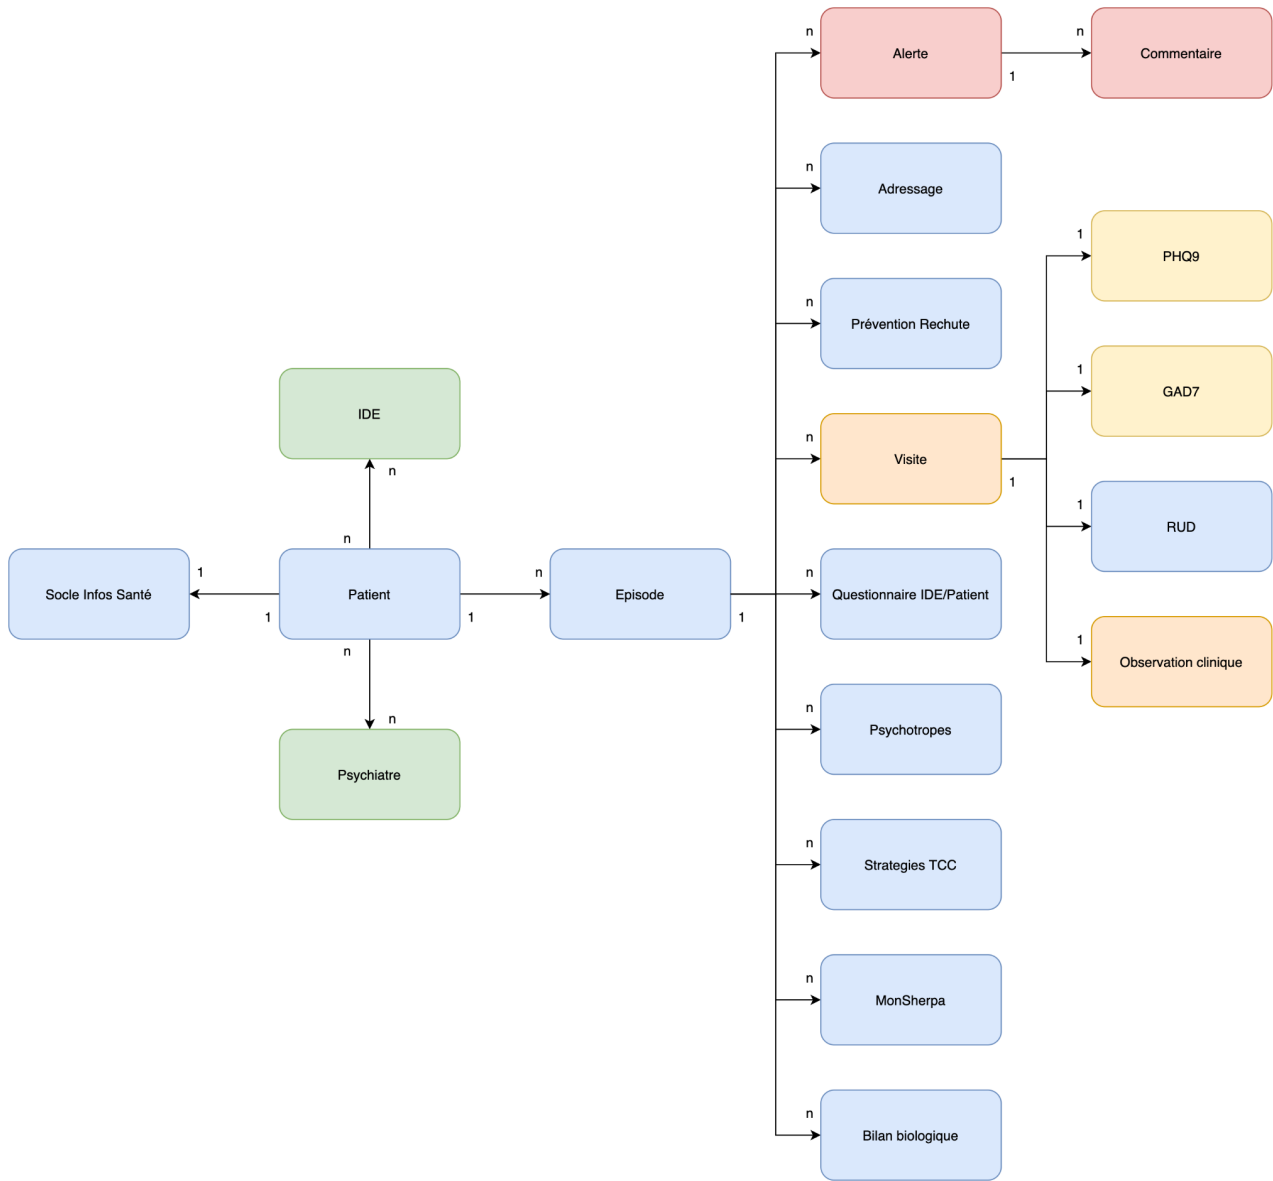 n
Alerte
1
n
Commentaire
n
Adressage
n
Prévention Rechute
1
PHQ9
1
GAD7
n
Visite
1
IDE
n
n
1
RUD
Socle Infos Santé
1
1
Patient
1
n
Episode
1
n
Questionnaire IDE/Patient
1
Observation clinique
n
n
Psychiatre
n
Psychotropes
n
Strategies TCC
n
MonSherpa
n
Bilan biologique